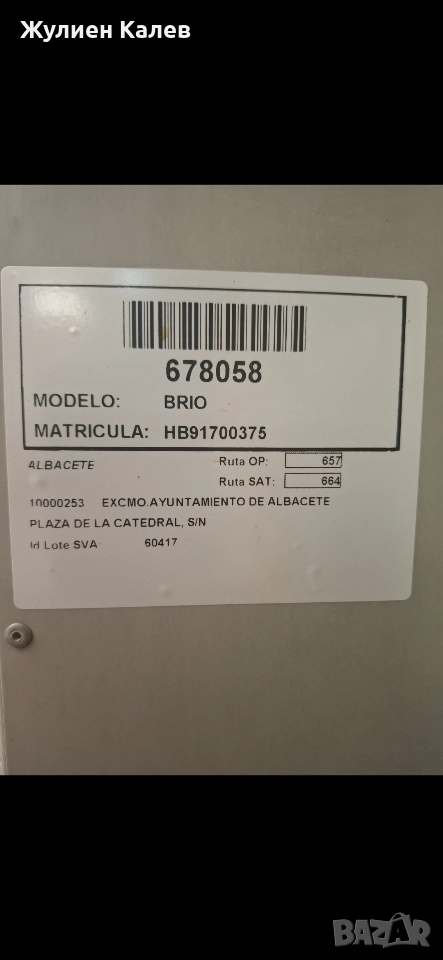 Жулиен Калев
678058
MODELO: BRIO
MATRICULA: HB91700375
ALBACETE Ruta OP: 657
Ruta SAT: 664
10000253 EXCMO.AYUNTAMIENTO DE ALBACETE
PLAZA DE LA CATEDRAL, S/N
Id Lote SVA 60417
BAZAR